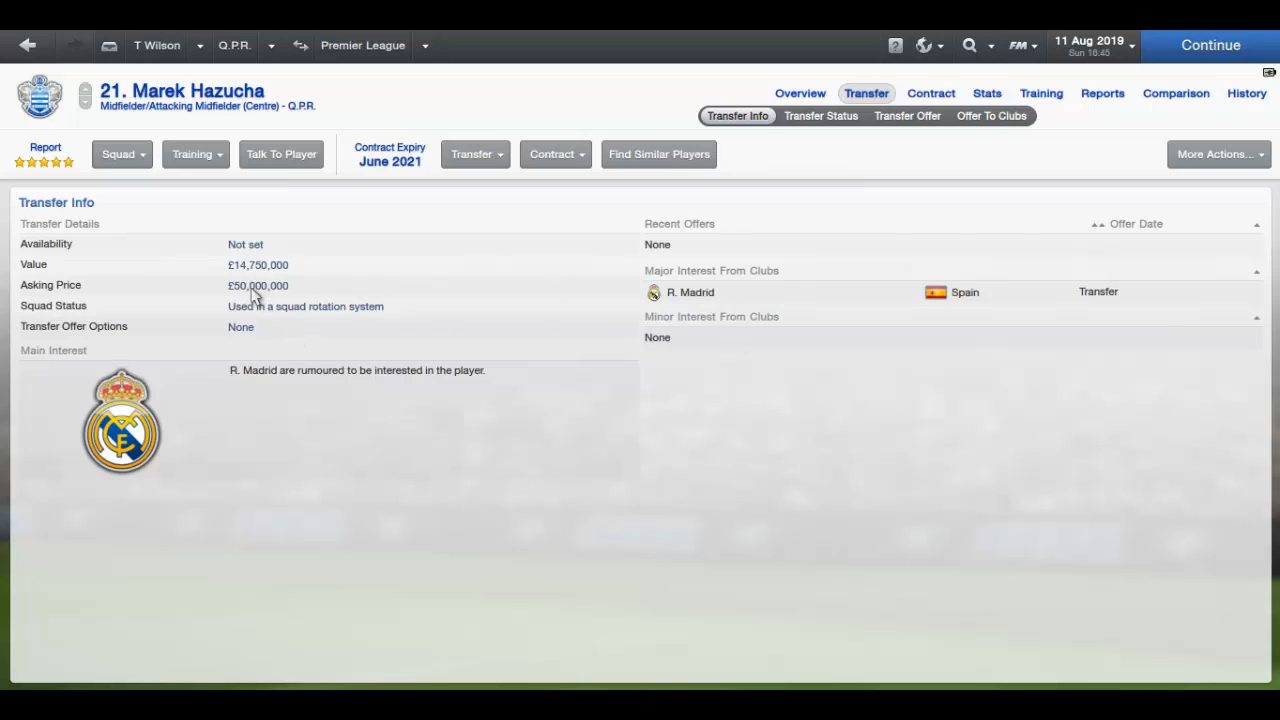 T Wilson Q.P.R. Premier League FM 11 Aug 2019 Continue
Sun 16:45
21. Marek Hazucha
Midfielder/Attacking Midfielder (Centre) - Q.P.R.
Overview Transfer Contract Stats Training Reports Comparison History
Transfer Info Transfer Status Transfer Offer Offer To Clubs
Report Squad Training Talk To Player Contract Expiry Transfer Contract Find Similar Players More Actions...
June 2021
Transfer Info
Transfer Details
Availability Not set
Value £14,750,000
Asking Price £50,000,000
Squad Status Used in a squad rotation system
Transfer Offer Options None
Main Interest
R. Madrid are rumoured to be interested in the player.
Recent Offers Offer Date
None
Major Interest From Clubs
R. Madrid Spain Transfer
Minor Interest From Clubs
None